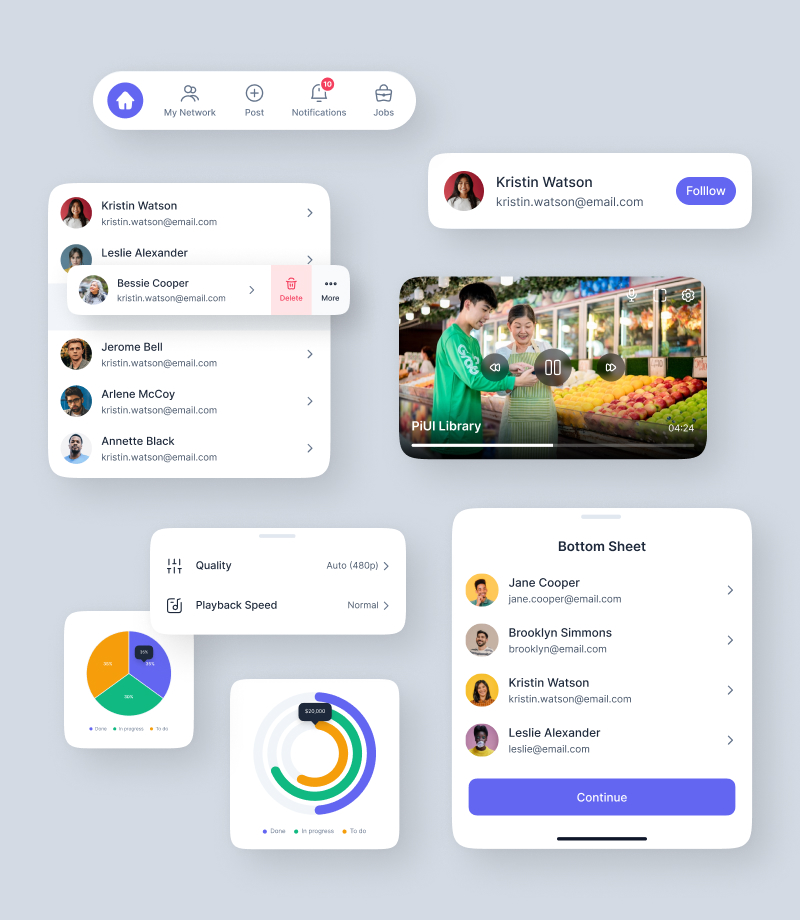 10
My Network
Post
Notifications
Jobs
Kristin Watson
kristin.watson@email.com
Folllow
Kristin Watson
kristin.watson@email.com
Leslie Alexander
Bessie Cooper
kristin.watson@email.com
Delete
More
Jerome Bell
kristin.watson@email.com
Arlene McCoy
kristin.watson@email.com
Annette Black
kristin.watson@email.com
Grab
PiUI Library
04:24
Quality
Auto (480p)
Playback Speed
Normal
35%
35%
30%
Done
In progress
To do
$20,000
Done
In progress
To do
Bottom Sheet
Jane Cooper
jane.cooper@email.com
Brooklyn Simmons
brooklyn@email.com
Kristin Watson
kristin.watson@email.com
Leslie Alexander
leslie@email.com
Continue